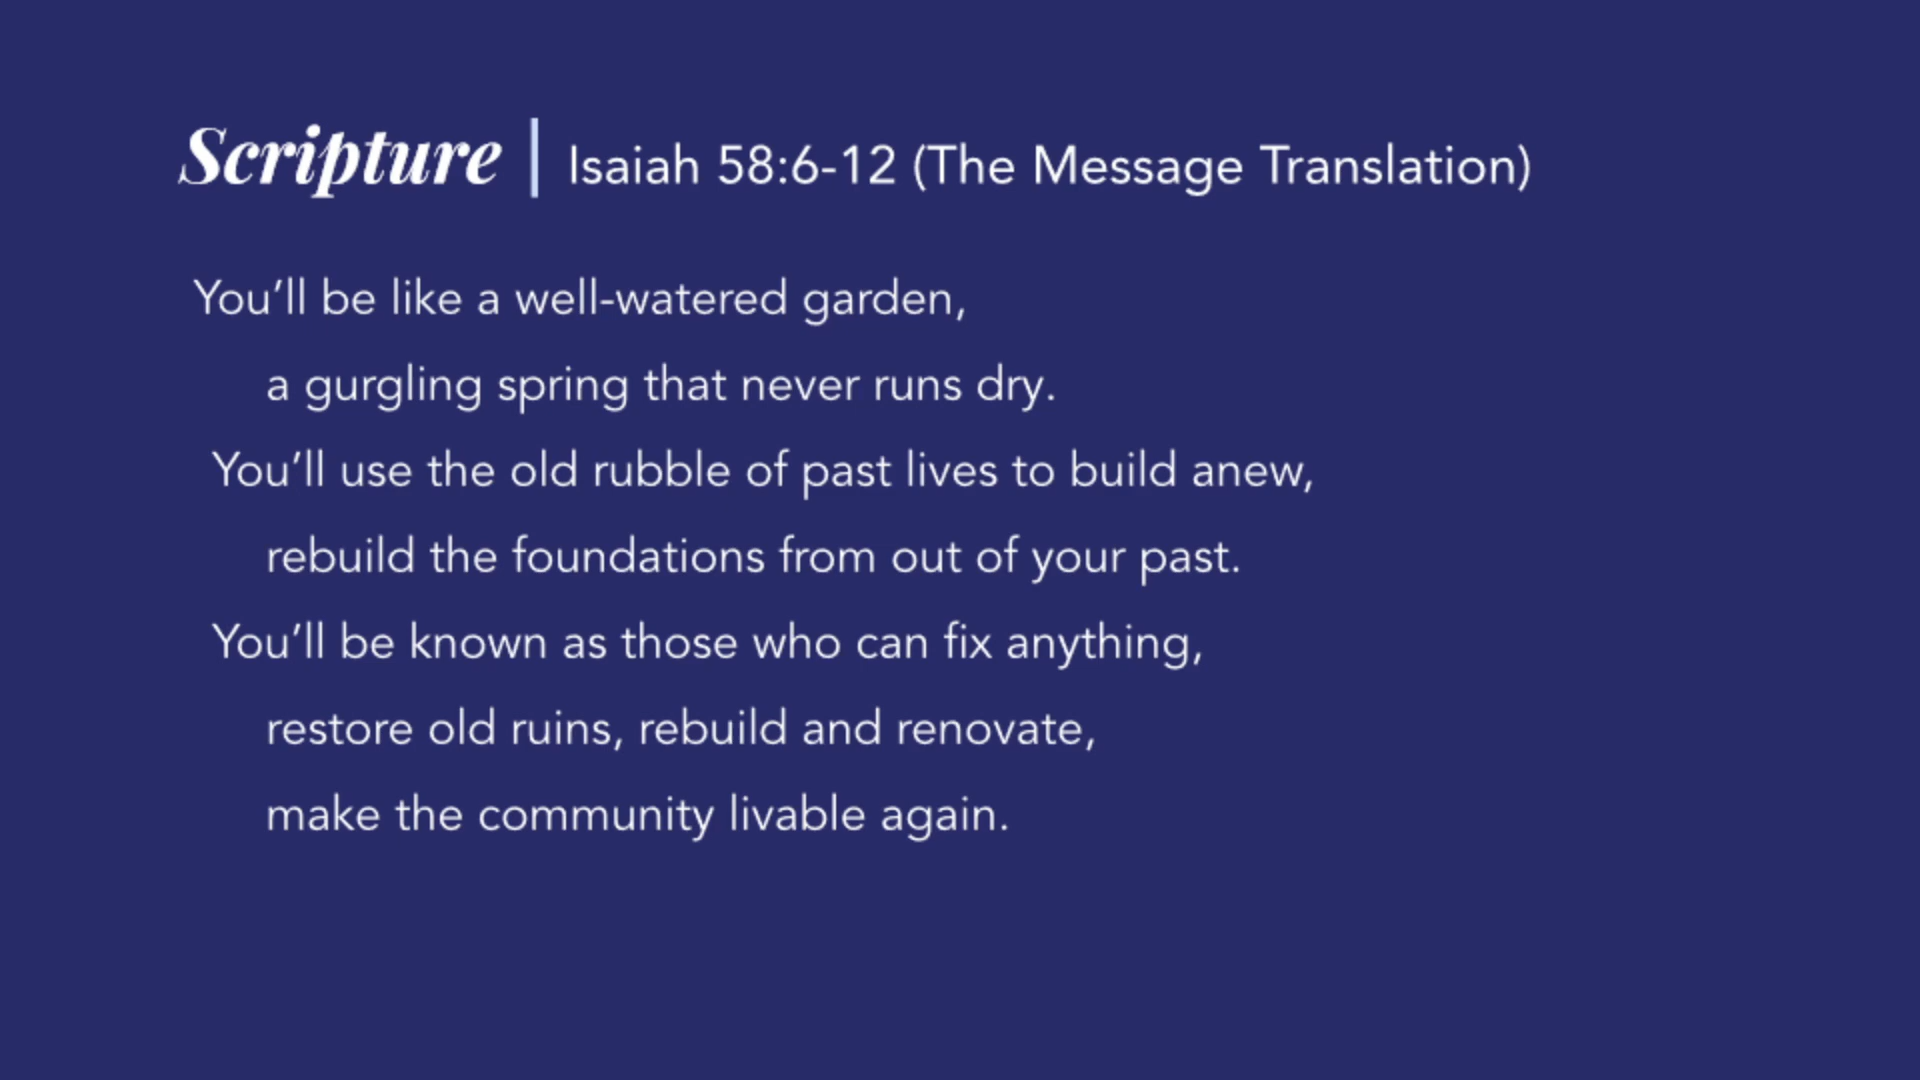 Scripture | Isaiah 58:6-12 (The Message Translation)
You’ll be like a well-watered garden,
a gurgling spring that never runs dry.
You’ll use the old rubble of past lives to build anew,
rebuild the foundations from out of your past.
You’ll be known as those who can fix anything,
restore old ruins, rebuild and renovate,
make the community livable again.